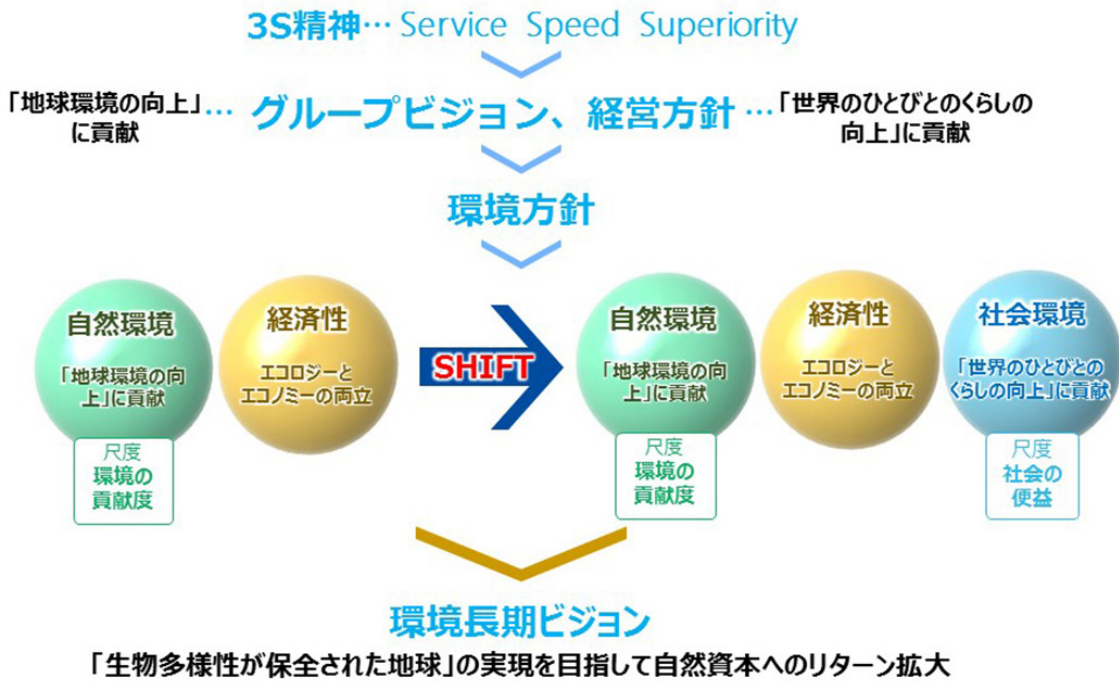 3S精神… Service Speed Superiority
「地球環境の向上」
に貢献
… グループビジョン、経営方針 …
「世界のひとびとのくらしの
向上」に貢献
環境方針
自然環境
「地球環境の向
上」に貢献
尺度
環境の
貢献度
経済性
エコロジーと
エコノミーの両立
SHIFT
自然環境
「地球環境の向
上」に貢献
尺度
環境の
貢献度
経済性
エコロジーと
エコノミーの両立
社会環境
「世界のひとびとの
くらしの向上」に貢献
尺度
社会の
便益
環境長期ビジョン
「生物多様性が保全された地球」の実現を目指して自然資本へのリターン拡大